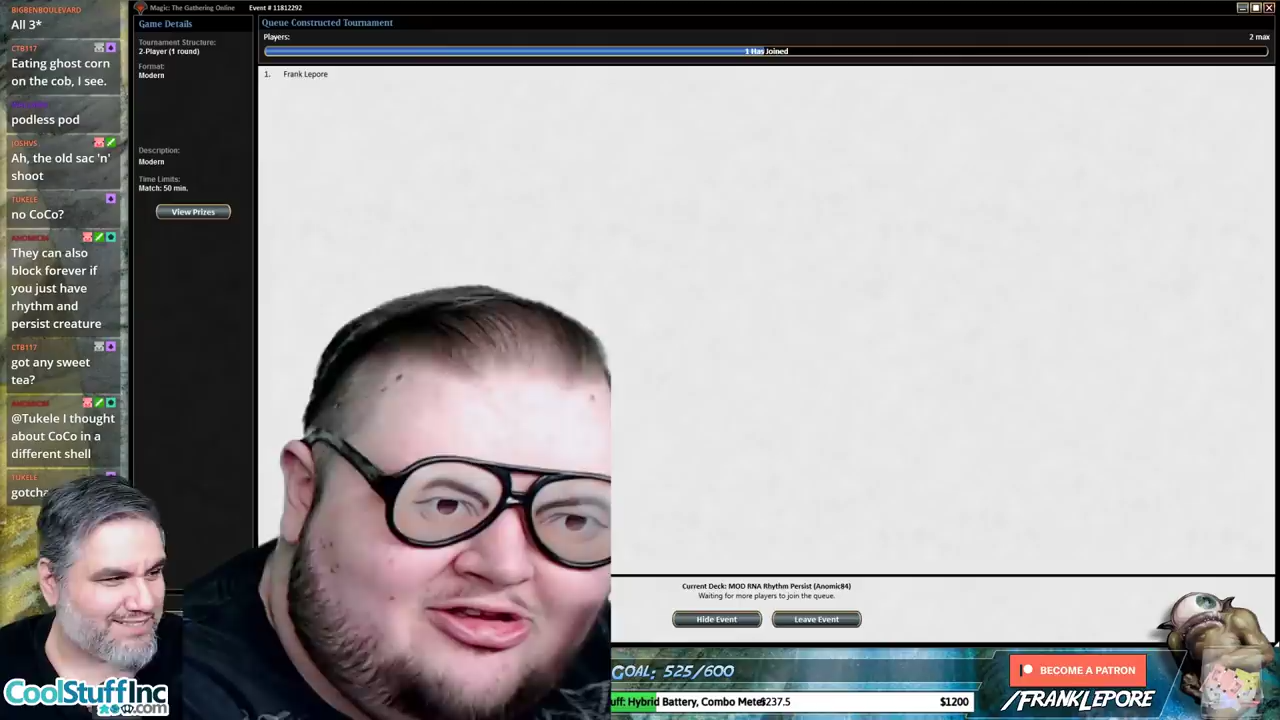 BIGBENBOULEVARD
All 3*
CTB317
Eating ghost corn
on the cob, I see.
podless pod
JOSHVS
Ah, the old sac 'n'
shoot
TUKELE
no CoCo?
ANOMIC84
They can also
block forever if
you just have
rhythm and
persist creature
CTB317
got any sweet
tea?
ANOMIC84
@Tukele I thought
about CoCo in a
different shell
TUKELE
gotcha
CoolStuffInc
.com
Magic: The Gathering Online Event # 11812292
Game Details
Tournament Structure:
2-Player (1 round)
Format:
Modern
Description:
Modern
Time Limits:
Match: 50 min.
View Prizes
Queue Constructed Tournament
Players: 2 max
1 Has Joined
1. Frank Lepore
Current Deck: MOD RNA Rhythm Persist (Anomic84)
Waiting for more players to join the queue.
Hide Event Leave Event
GOAL: 525/600
uff: Hybrid Battery, Combo Mete $237.5 $1200
BECOME A PATRON
/FRANKLEPORE